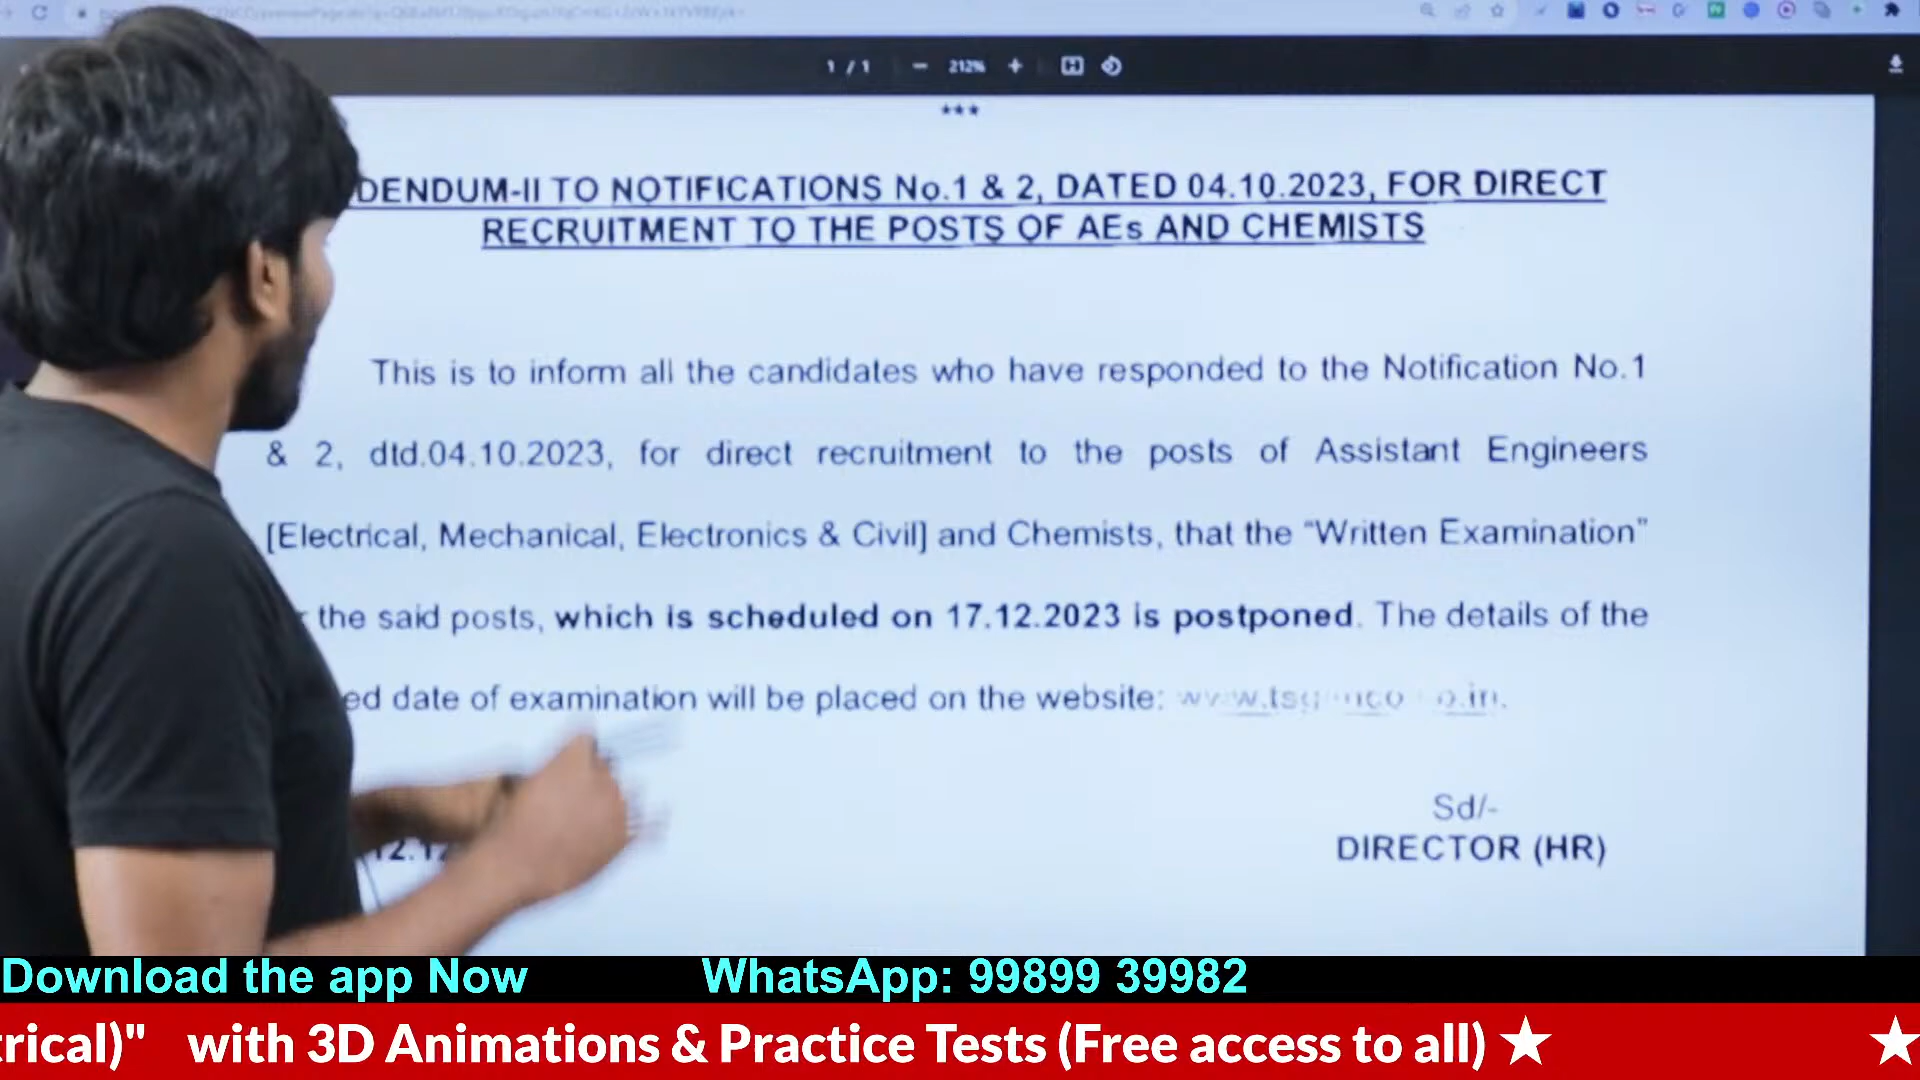 1 / 1 − 212% +
***
DENDUM-II TO NOTIFICATIONS No.1 & 2, DATED 04.10.2023, FOR DIRECT
RECRUITMENT TO THE POSTS OF AEs AND CHEMISTS
This is to inform all the candidates who have responded to the Notification No.1
& 2, dtd.04.10.2023, for direct recruitment to the posts of Assistant Engineers
[Electrical, Mechanical, Electronics & Civil] and Chemists, that the “Written Examination”
the said posts, which is scheduled on 17.12.2023 is postponed. The details of the
ed date of examination will be placed on the website:
Sd/-
DIRECTOR (HR)
Download the app Now WhatsApp: 99899 39982
trical)" with 3D Animations & Practice Tests (Free access to all) ★ ★